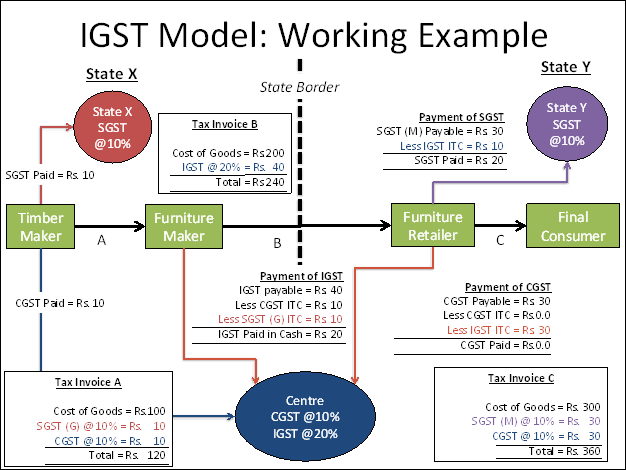 IGST Model: Working Example
State X
State Y
State Border
State X
SGST
@10%
Tax Invoice B
Cost of Goods = Rs200
IGST @ 20% = Rs. 40
Total = Rs240
Payment of SGST
SGST (M) Payable = Rs 30
Less IGST ITC = Rs 10
SGST Paid = Rs 20
State Y
SGST
@10%
SGST Paid = Rs 10
Timber
Maker
A
Furniture
Maker
B
Furniture
Retailer
C
Final
Consumer
CGST Paid = Rs 10
Payment of IGST
IGST payable = Rs 40
Less CGST ITC = Rs 10
Less SGST (G) ITC = Rs 10
IGST Paid in Cash = Rs 20
Payment of CGST
CGST Payable = Rs 30
Less CGST ITC = Rs.0.0
Less IGST ITC = Rs 30
CGST Paid = Rs.0.0
Tax Invoice A
Cost of Goods = Rs.100
SGST (G) @ 10% = Rs. 10
CGST @ 10% = Rs. 10
Total = Rs. 120
Centre
CGST @10%
IGST @20%
Tax Invoice C
Cost of Goods = Rs. 300
SGST (M) @ 10% = Rs. 30
CGST @ 10% = Rs. 30
Total = Rs. 360